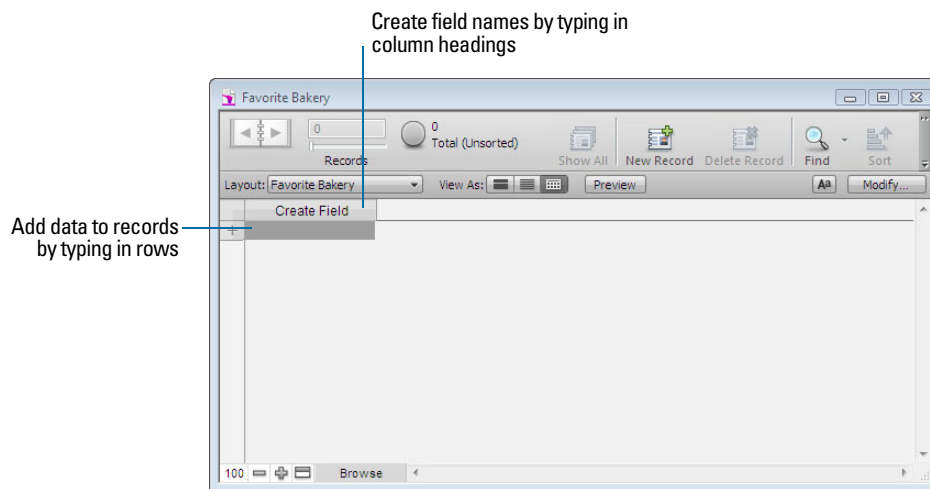 Create field names by typing in
column headings
Favorite Bakery
0
Records
0
Total (Unsorted)
Show All
New Record
Delete Record
Find
Sort
Layout: Favorite Bakery
View As:
Preview
Aa
Modify...
Create Field
Add data to records
by typing in rows
100
Browse